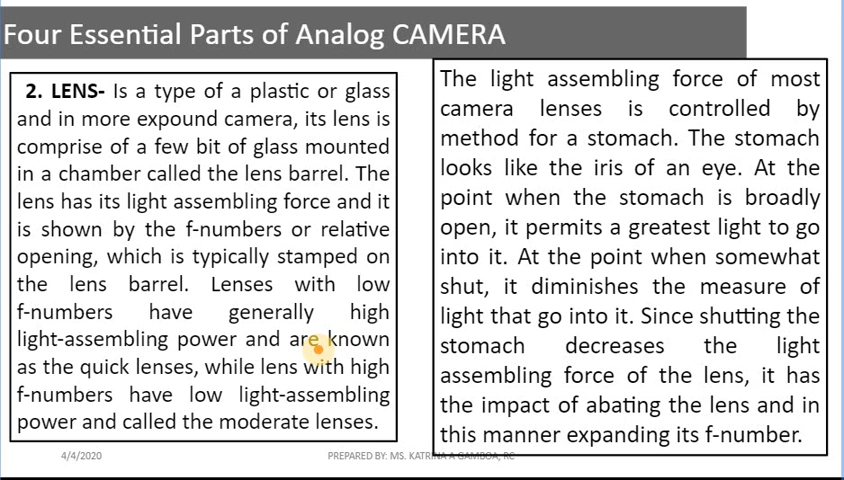 Four Essential Parts of Analog CAMERA
2. LENS- Is a type of a plastic or glass
and in more expound camera, its lens is
comprise of a few bit of glass mounted
in a chamber called the lens barrel. The
lens has its light assembling force and it
is shown by the f-numbers or relative
opening, which is typically stamped on
the lens barrel. Lenses with low
f-numbers have generally high
light-assembling power and are known
as the quick lenses, while lens with high
f-numbers have low light-assembling
power and called the moderate lenses.
The light assembling force of most
camera lenses is controlled by
method for a stomach. The stomach
looks like the iris of an eye. At the
point when the stomach is broadly
open, it permits a greatest light to go
into it. At the point when somewhat
shut, it diminishes the measure of
light that go into it. Since shutting the
stomach decreases the light
assembling force of the lens, it has
the impact of abating the lens and in
this manner expanding its f-number.
4/4/2020
PREPARED BY: MS. KATRINA A GAMBOA, RC